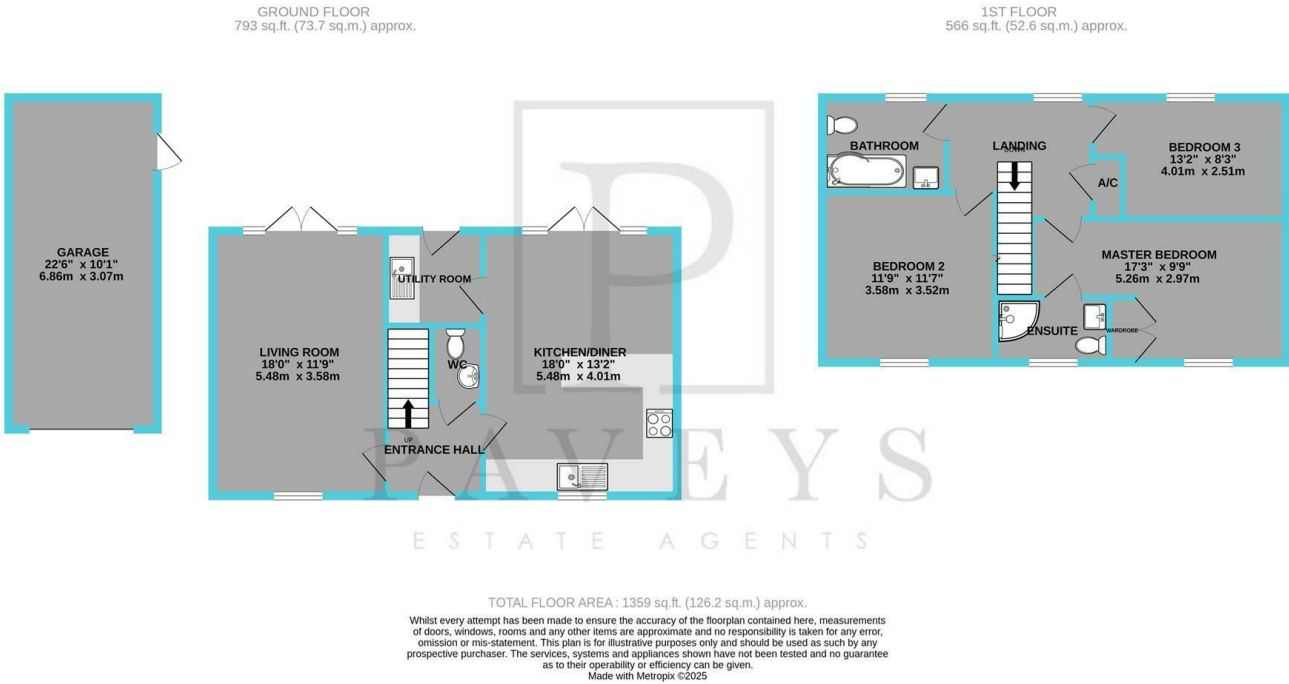 GROUND FLOOR
793 sq.ft. (73.7 sq.m.) approx.
1ST FLOOR
566 sq.ft. (52.6 sq.m.) approx.
GARAGE
22'6" x 10'1"
6.86m x 3.07m
LIVING ROOM
18'0" x 11'9"
5.48m x 3.58m
UTILITY ROOM
WC
UP
ENTRANCE HALL
KITCHEN/DINER
18'0" x 13'2"
5.48m x 4.01m
BATHROOM
LANDING
DOWN
BEDROOM 3
13'2" x 8'3"
4.01m x 2.51m
A/C
BEDROOM 2
11'9" x 11'7"
3.58m x 3.52m
MASTER BEDROOM
17'3" x 9'9"
5.26m x 2.97m
ENSUITE
WARDROBE
P
PAVEYS
ESTATE AGENTS
TOTAL FLOOR AREA : 1359 sq.ft. (126.2 sq.m.) approx.
Whilst every attempt has been made to ensure the accuracy of the floorplan contained here, measurements
of doors, windows, rooms and any other items are approximate and no responsibility is taken for any error,
omission or mis-statement. This plan is for illustrative purposes only and should be used as such by any
prospective purchaser. The services, systems and appliances shown have not been tested and no guarantee
as to their operability or efficiency can be given.
Made with Metropix ©2025